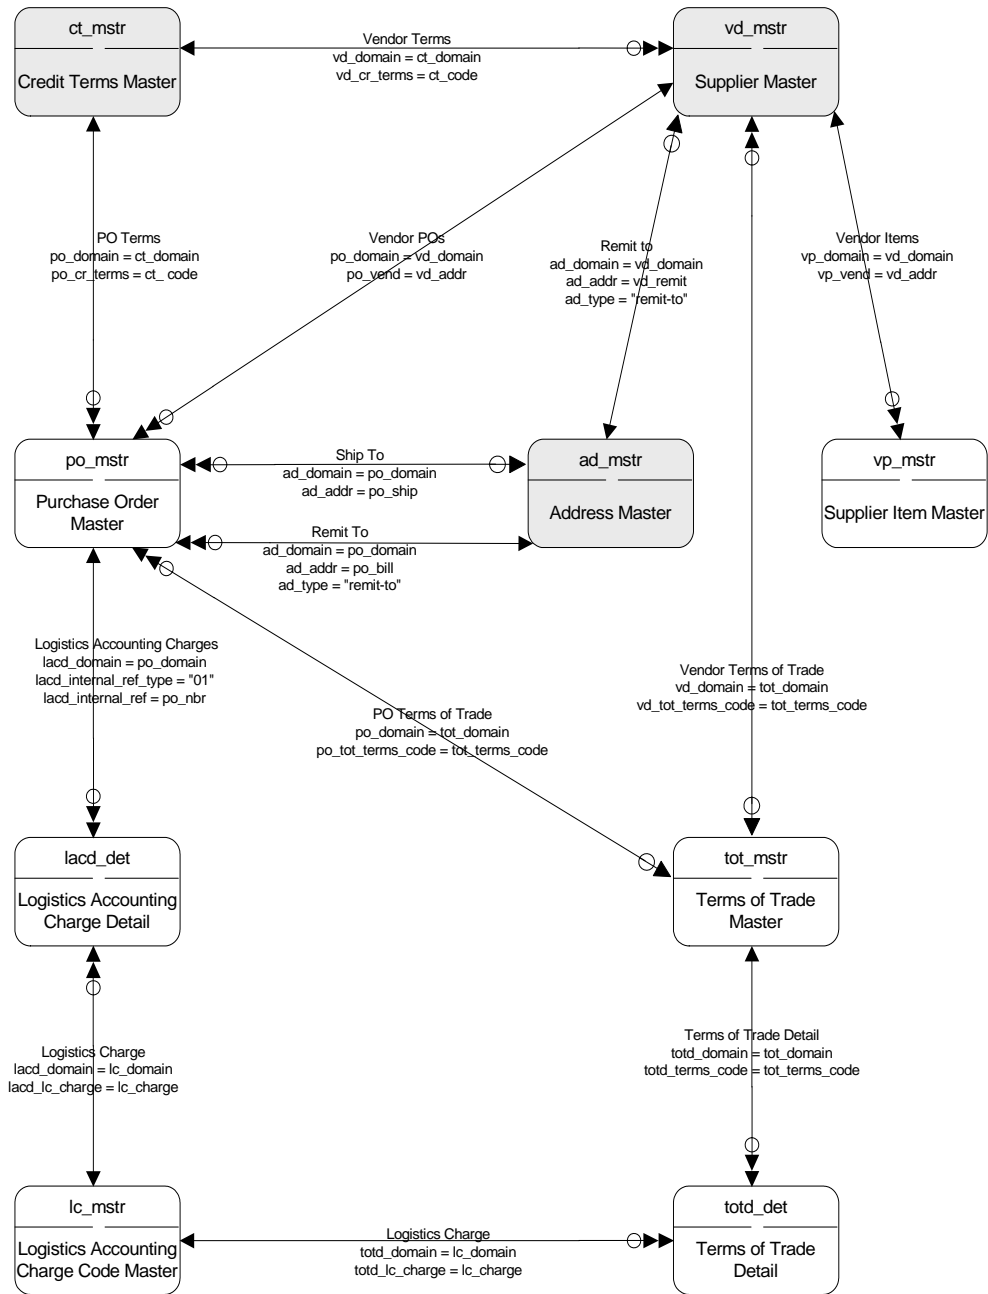 ct_mstr
Credit Terms Master
Vendor Terms
vd_domain = ct_domain
vd_cr_terms = ct_code
vd_mstr
Supplier Master
PO Terms
po_domain = ct_domain
po_cr_terms = ct_ code
Vendor POs
po_domain = vd_domain
po_vend = vd_addr
Remit to
ad_domain = vd_domain
ad_addr = vd_remit
ad_type = "remit-to"
Vendor Items
vp_domain = vd_domain
vp_vend = vd_addr
po_mstr
Purchase Order
Master
Ship To
ad_domain = po_domain
ad_addr = po_ship
Remit To
ad_domain = po_domain
ad_addr = po_bill
ad_type = "remit-to"
ad_mstr
Address Master
vp_mstr
Supplier Item Master
Logistics Accounting Charges
lacd_domain = po_domain
lacd_internal_ref_type = "01"
lacd_internal_ref = po_nbr
PO Terms of Trade
po_domain = tot_domain
po_tot_terms_code = tot_terms_code
Vendor Terms of Trade
vd_domain = tot_domain
vd_tot_terms_code = tot_terms_code
lacd_det
Logistics Accounting
Charge Detail
tot_mstr
Terms of Trade
Master
Logistics Charge
lacd_domain = lc_domain
lacd_lc_charge = lc_charge
Terms of Trade Detail
totd_domain = tot_domain
totd_terms_code = tot_terms_code
lc_mstr
Logistics Accounting
Charge Code Master
Logistics Charge
totd_domain = lc_domain
totd_lc_charge = lc_charge
totd_det
Terms of Trade
Detail